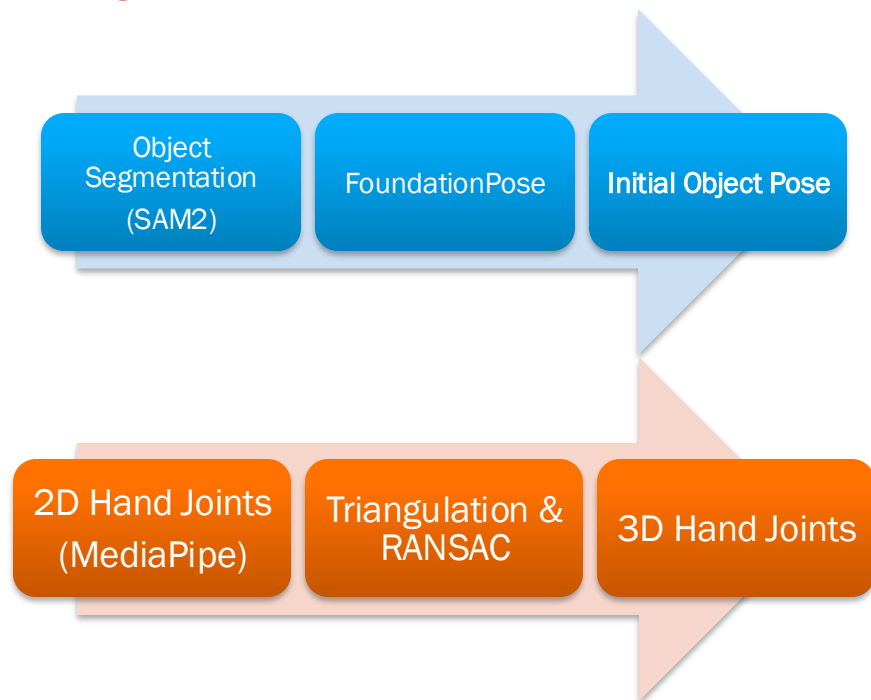 Object
Segmentation
(SAM2)
FoundationPose
Initial Object Pose
2D Hand Joints
(MediaPipe)
Triangulation &
RANSAC
3D Hand Joints